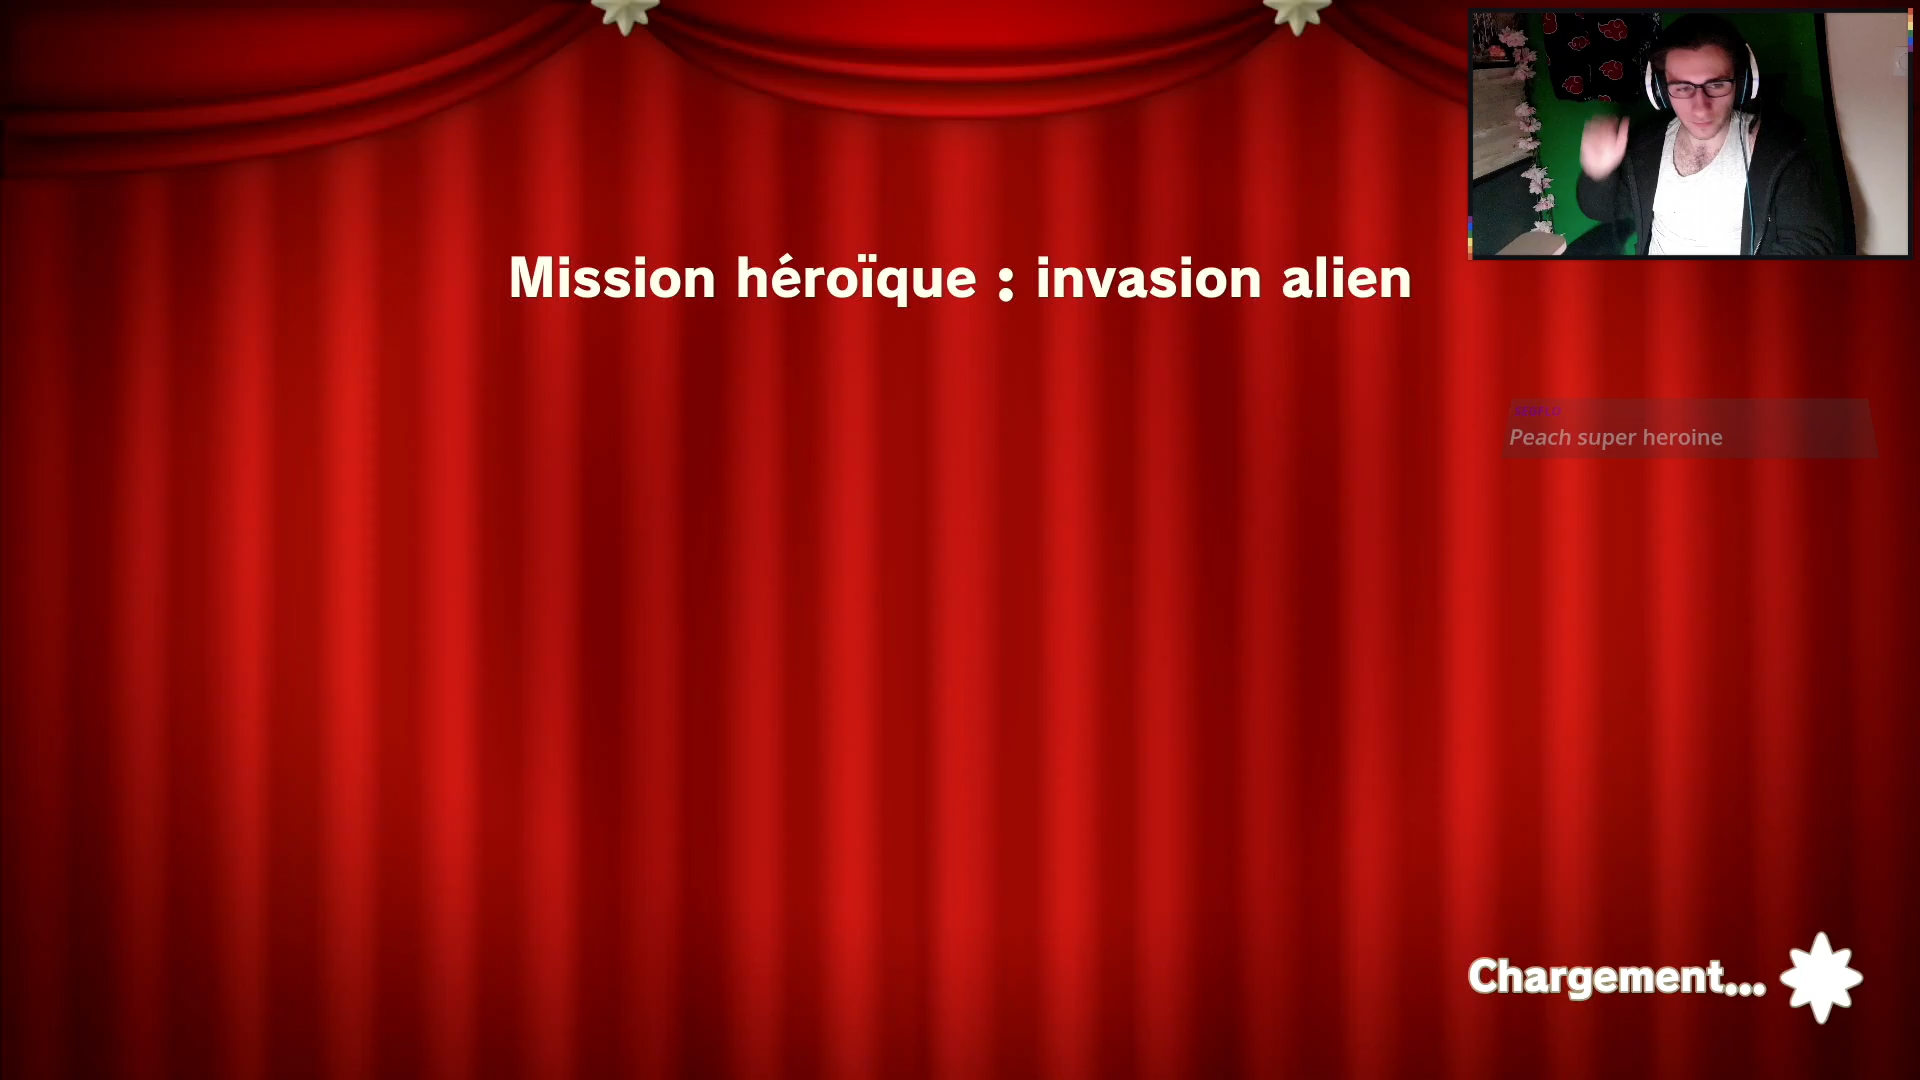 Mission héroïque : invasion alien
Peach super heroine
Chargement...